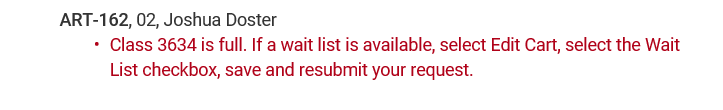 ART-162, 02, Joshua Doster
• Class 3634 is full. If a wait list is available, select Edit Cart, select the Wait
List checkbox, save and resubmit your request.